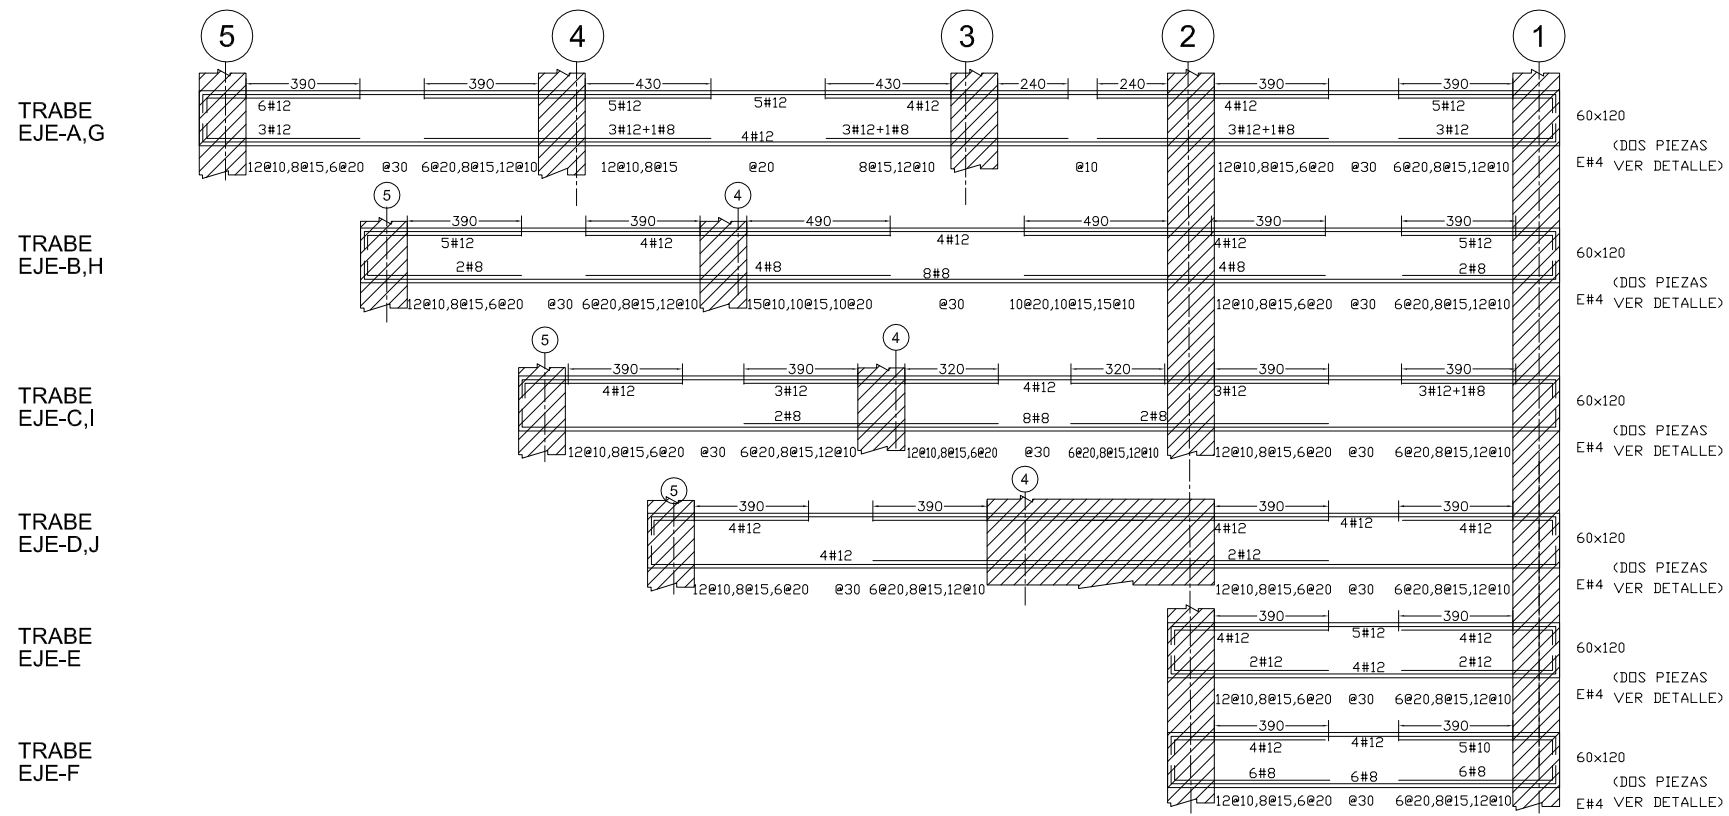 5 4 3 2 1
390 390 430 430 240 240 390 390
TRABE
EJE-A,G
6#12 5#12 5#12 4#12 4#12 5#12
60x120
3#12 3#12+1#8 4#12 3#12+1#8 3#12+1#8 3#12
(DOS PIEZAS
12@10,8@15,6@20 @30 6@20,8@15,12@10 12@10,8@15 @20 8@15,12@10 @10 12@10,8@15,6@20 @30 6@20,8@15,12@10
E#4 VER DETALLE)
5 4
390 390 490 490 390 390
TRABE
EJE-B,H
5#12 4#12 4#12 4#12 5#12
60x120
2#8 4#8 8#8 4#8 2#8
(DOS PIEZAS
12@10,8@15,6@20 @30 6@20,8@15,12@10 15@10,10@15,10@20 @30 10@20,10@15,15@10 12@10,8@15,6@20 @30 6@20,8@15,12@10
E#4 VER DETALLE)
5 4
390 390 320 320 390 390
TRABE
EJE-C,I
4#12 3#12 4#12 3#12 3#12+1#8
60x120
2#8 8#8 2#8
(DOS PIEZAS
12@10,8@15,6@20 @30 6@20,8@15,12@10 12@10,8@15,6@20 @30 6@20,8@15,12@10 12@10,8@15,6@20 @30 6@20,8@15,12@10
E#4 VER DETALLE)
5 4
390 390 390 390
TRABE
EJE-D,J
4#12 4#12 4#12 4#12
60x120
4#12 2#12
(DOS PIEZAS
12@10,8@15,6@20 @30 6@20,8@15,12@10 12@10,8@15,6@20 @30 6@20,8@15,12@10
E#4 VER DETALLE)
390 390
TRABE
EJE-E
4#12 5#12 4#12
60x120
2#12 4#12 2#12
(DOS PIEZAS
12@10,8@15,6@20 @30 6@20,8@15,12@10
E#4 VER DETALLE)
390 390
TRABE
EJE-F
4#12 4#12 5#10
60x120
6#8 6#8 6#8
(DOS PIEZAS
12@10,8@15,6@20 @30 6@20,8@15,12@10
E#4 VER DETALLE)